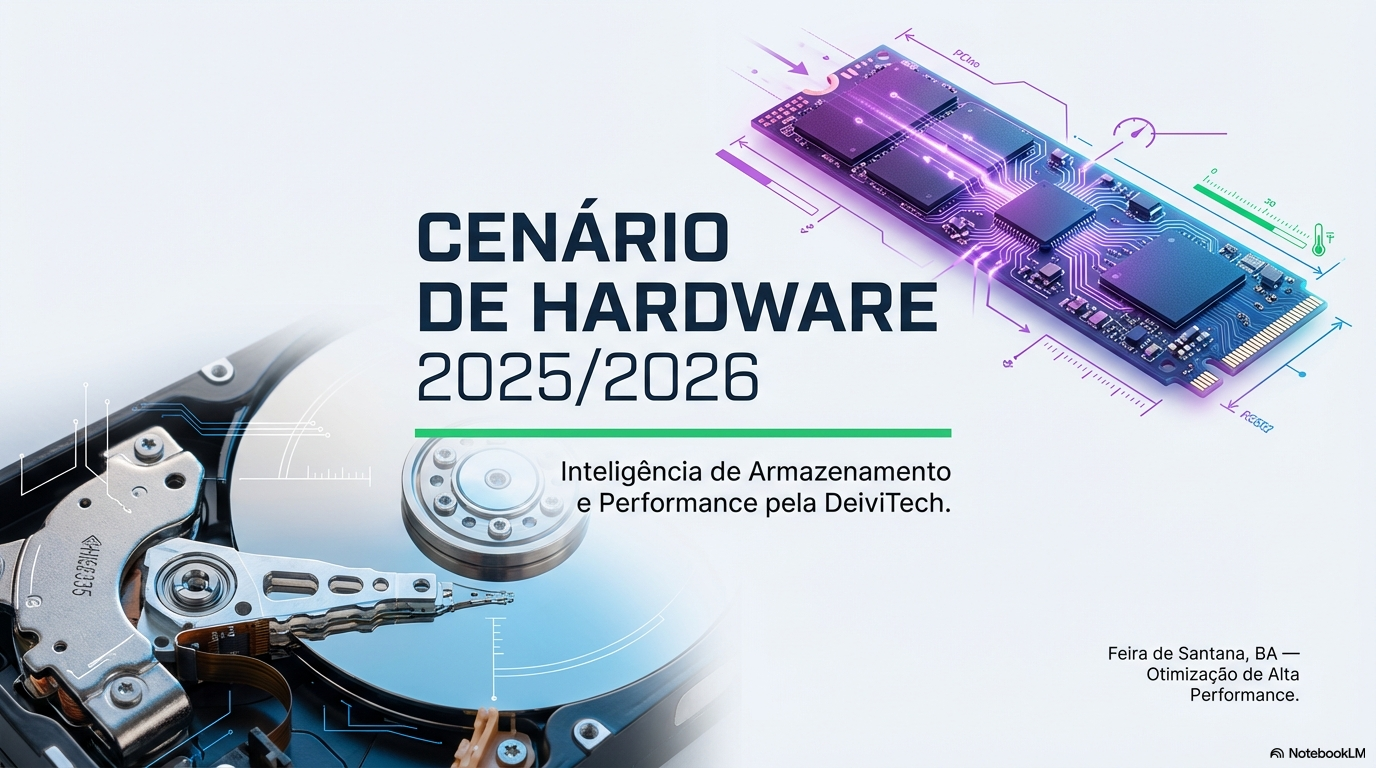 CENÁRIO
DE HARDWARE
2025/2026
Inteligência de Armazenamento
e Performance pela DeiviTech.
Feira de Santana, BA —
Otimização de Alta
Performance.
NotebookLM